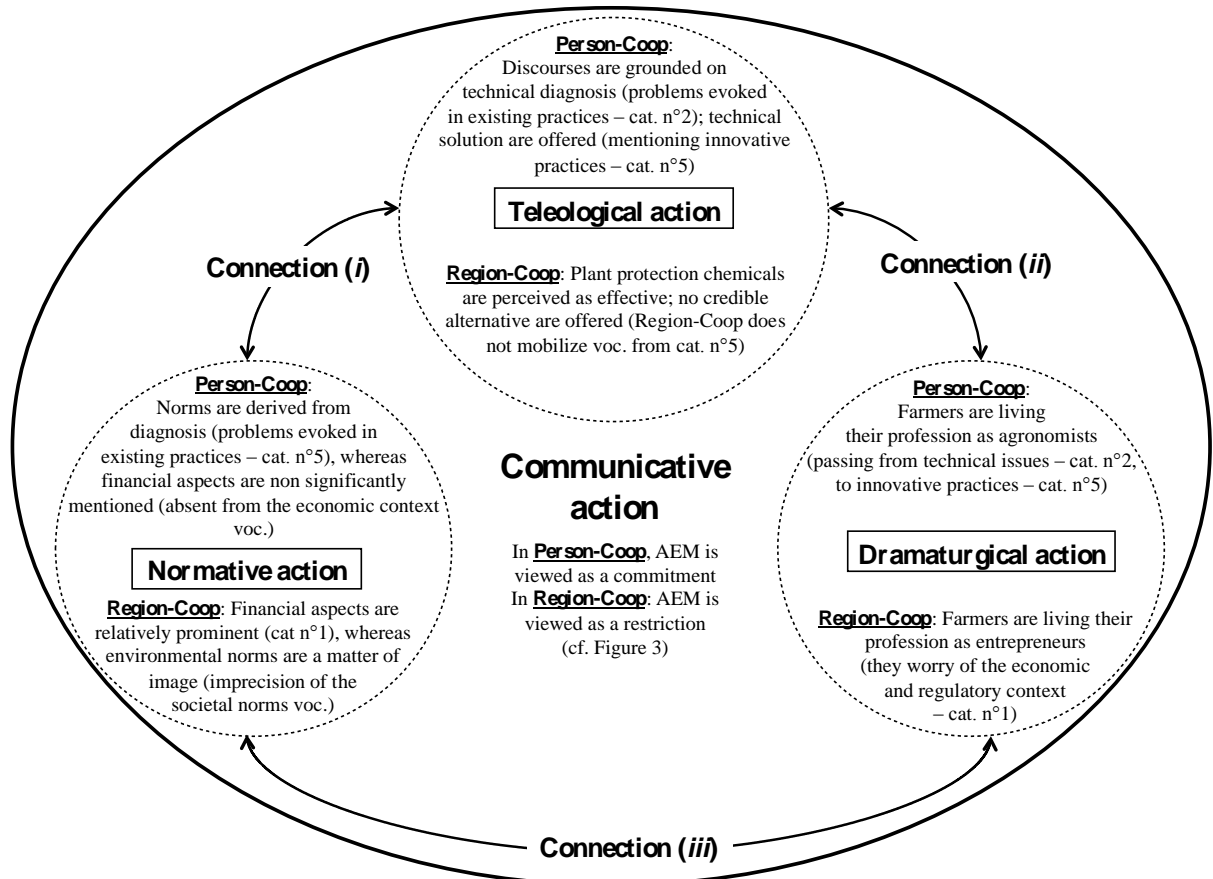 Person-Coop:
Discourses are grounded on
technical diagnosis (problems evoked
in existing practices – cat. n°2); technical
solution are offered (mentioning innovative
practices – cat. n°5)
Teleological action
Region-Coop: Plant protection chemicals
are perceived as effective; no credible
alternative are offered (Region-Coop does
not mobilize voc. from cat. n°5)
Connection (i)
Connection (ii)
Person-Coop:
Norms are derived from
diagnosis (problems evoked in
existing practices – cat. n°5), whereas
financial aspects are non significantly
mentioned (absent from the economic context
voc.)
Normative action
Region-Coop: Financial aspects are
relatively prominent (cat n°1), whereas
environmental norms are a matter of
image (imprecision of the
societal norms voc.)
Communicative
action
In Person-Coop, AEM is
viewed as a commitment
In Region-Coop: AEM is
viewed as a restriction
(cf. Figure 3)
Person-Coop:
Farmers are living
their profession as agronomists
(passing from technical issues – cat. n°2,
to innovative practices – cat. n°5)
Dramaturgical action
Region-Coop: Farmers are living their
profession as entrepreneurs
(they worry of the economic
and regulatory context
– cat. n°1)
Connection (iii)